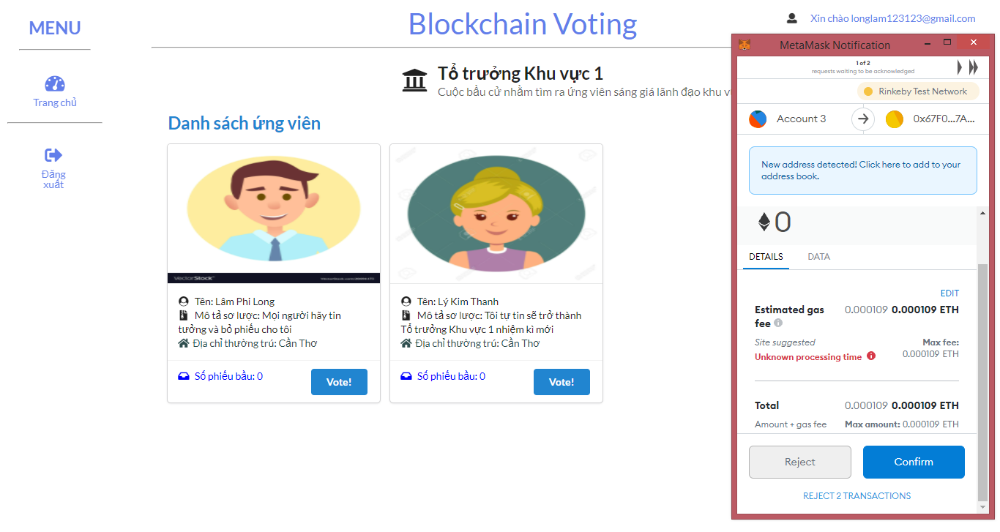 MENU
Trang chủ
Đăng
xuất
Blockchain Voting
Xin chào longlam123123@gmail.com
Tổ trưởng Khu vực 1
Cuộc bầu cử nhằm tìm ra ứng viên sáng giá lãnh đạo khu
Danh sách ứng viên
VectorStock
Tên: Lâm Phi Long
Mô tả sơ lược: Mọi người hãy tin
tưởng và bỏ phiếu cho tôi
Địa chỉ thường trú: Cần Thơ
Số phiếu bầu: 0
Vote!
Tên: Lý Kim Thanh
Mô tả sơ lược: Tôi tự tin sẽ trở thành
Tổ trưởng Khu vực 1 nhiệm kì mới
Địa chỉ thường trú: Cần Thơ
Số phiếu bầu: 0
Vote!
MetaMask Notification
1 of 2
requests waiting to be acknowledged
Rinkeby Test Network
Account 3
0x67F0...7A...
New address detected! Click here to add to your
address book.
0
DETAILS DATA
EDIT
Estimated gas 0.000109 0.000109 ETH
fee
Site suggested Max fee:
Unknown processing time 0.000109 ETH
Total 0.000109 0.000109 ETH
Amount + gas fee Max amount: 0.000109 ETH
Reject Confirm
REJECT 2 TRANSACTIONS